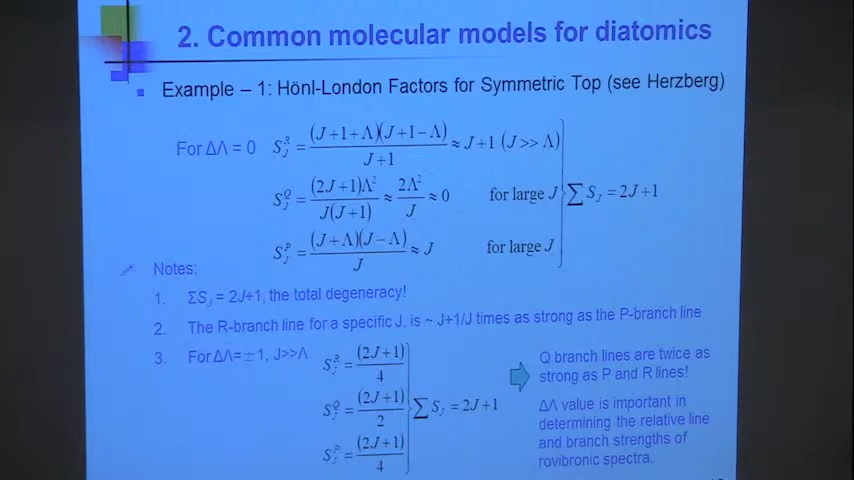 2. Common molecular models for diatomics
Example – 1: Hönl-London Factors for Symmetric Top (see Herzberg)
For ΔΛ = 0 S_J^R = (J+1+Λ)(J+1−Λ) / J+1 ≈ J+1 (J>>Λ)
S_J^Q = (2J+1)Λ² / J(J+1) ≈ 2Λ² / J ≈ 0 for large J } ∑ S_J = 2J+1
S_J^P = (J+Λ)(J−Λ) / J ≈ J for large J
Notes:
1. ΣS_J = 2J+1, the total degeneracy!
2. The R-branch line for a specific J, is ~ J+1/J times as strong as the P-branch line
3. For ΔΛ=±1, J>>Λ S_J^R = (2J+1) / 4
S_J^Q = (2J+1) / 2 } ∑ S_J = 2J+1
S_J^P = (2J+1) / 4
Q branch lines are twice as
strong as P and R lines!
ΔΛ value is important in
determining the relative line
and branch strengths of
rovibronic spectra.